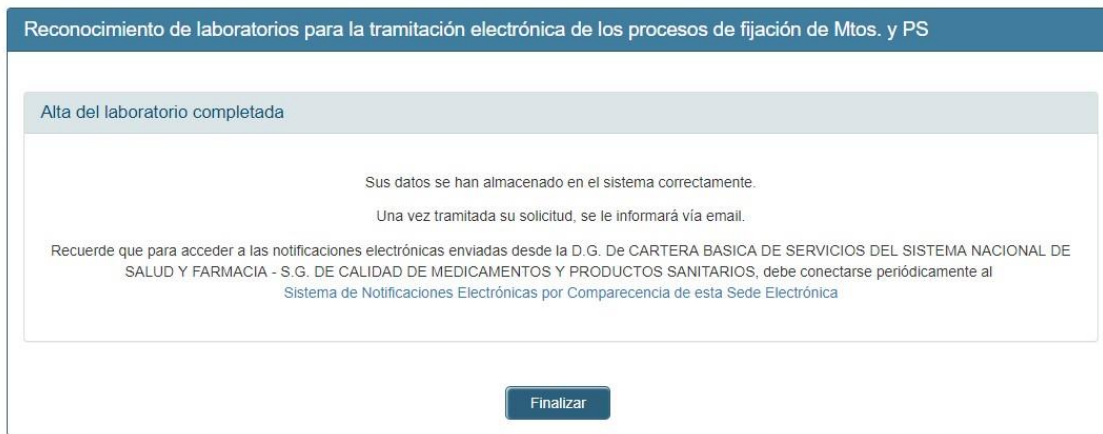 Reconocimiento de laboratorios para la tramitación electrónica de los procesos de fijación de Mtos. y PS
Alta del laboratorio completada
Sus datos se han almacenado en el sistema correctamente.
Una vez tramitada su solicitud, se le informará vía email.
Recuerde que para acceder a las notificaciones electrónicas enviadas desde la D.G. De CARTERA BASICA DE SERVICIOS DEL SISTEMA NACIONAL DE
SALUD Y FARMACIA - S.G. DE CALIDAD DE MEDICAMENTOS Y PRODUCTOS SANITARIOS, debe conectarse periódicamente al
Sistema de Notificaciones Electrónicas por Comparecencia de esta Sede Electrónica
Finalizar